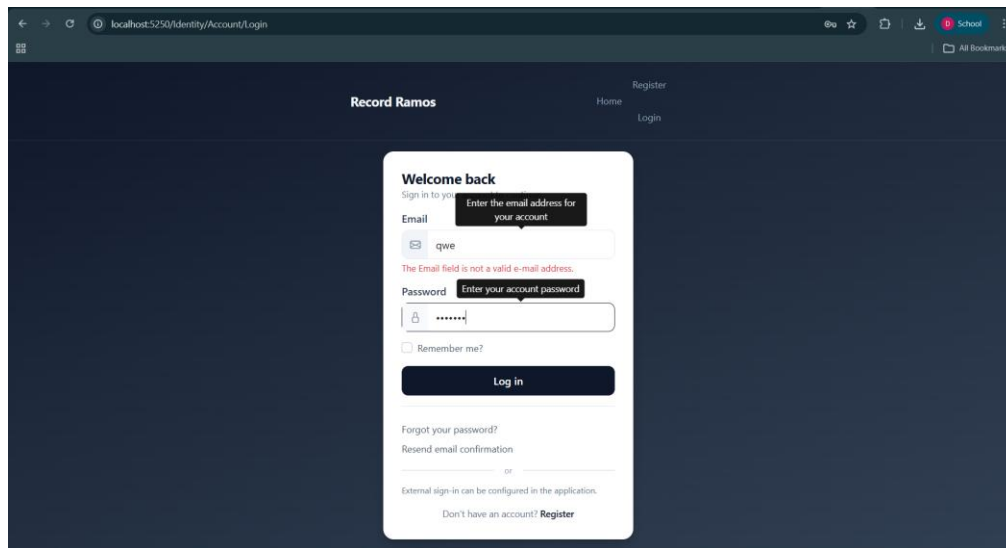 localhost:5250/Identity/Account/Login
D School
All Bookmark
Register
Record Ramos
Home
Login
Welcome back
Sign in to you
Enter the email address for
your account
Email
qwe
The Email field is not a valid e-mail address.
Password
Enter your account password
•••••••
Remember me?
Log in
Forgot your password?
Resend email confirmation
or
External sign-in can be configured in the application.
Don't have an account? Register